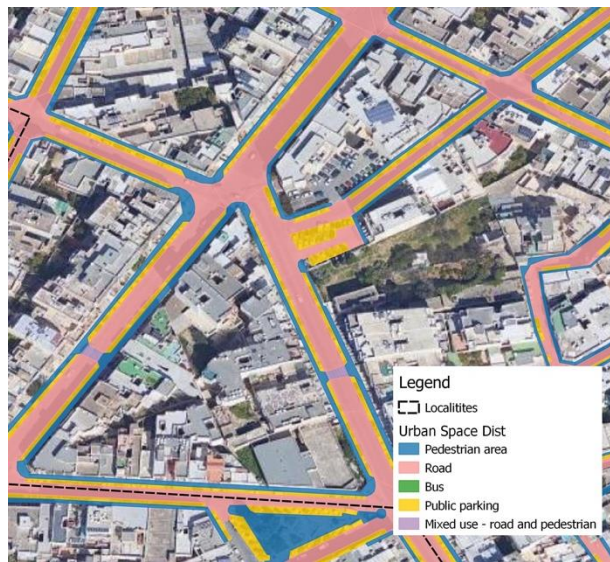 Legend
Localitites
Urban Space Dist
Pedestrian area
Road
Bus
Public parking
Mixed use - road and pedestrian